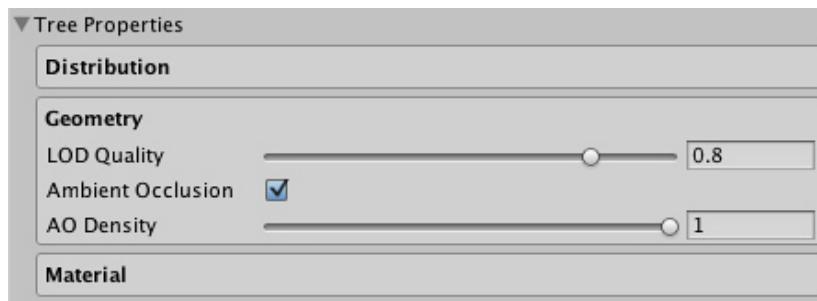 Tree Properties
Distribution
Geometry
LOD Quality 0.8
Ambient Occlusion
AO Density 1
Material